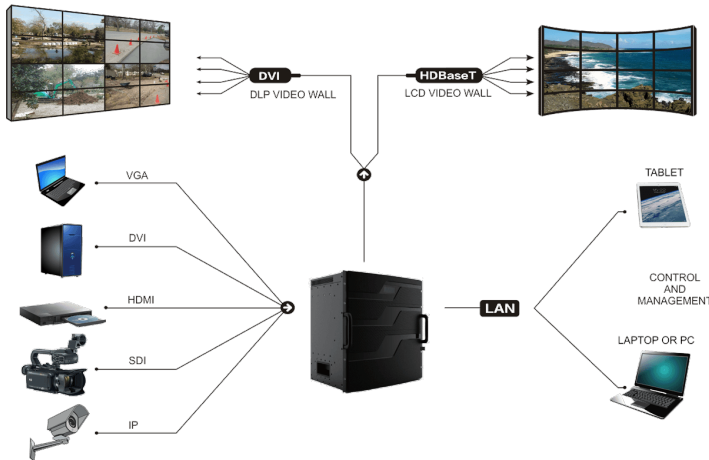 DVI
DLP VIDEO WALL
HDBaseT
LCD VIDEO WALL
VGA
DVI
HDMI
SDI
IP
LAN
TABLET
CONTROL
AND
MANAGEMENT
LAPTOP OR PC